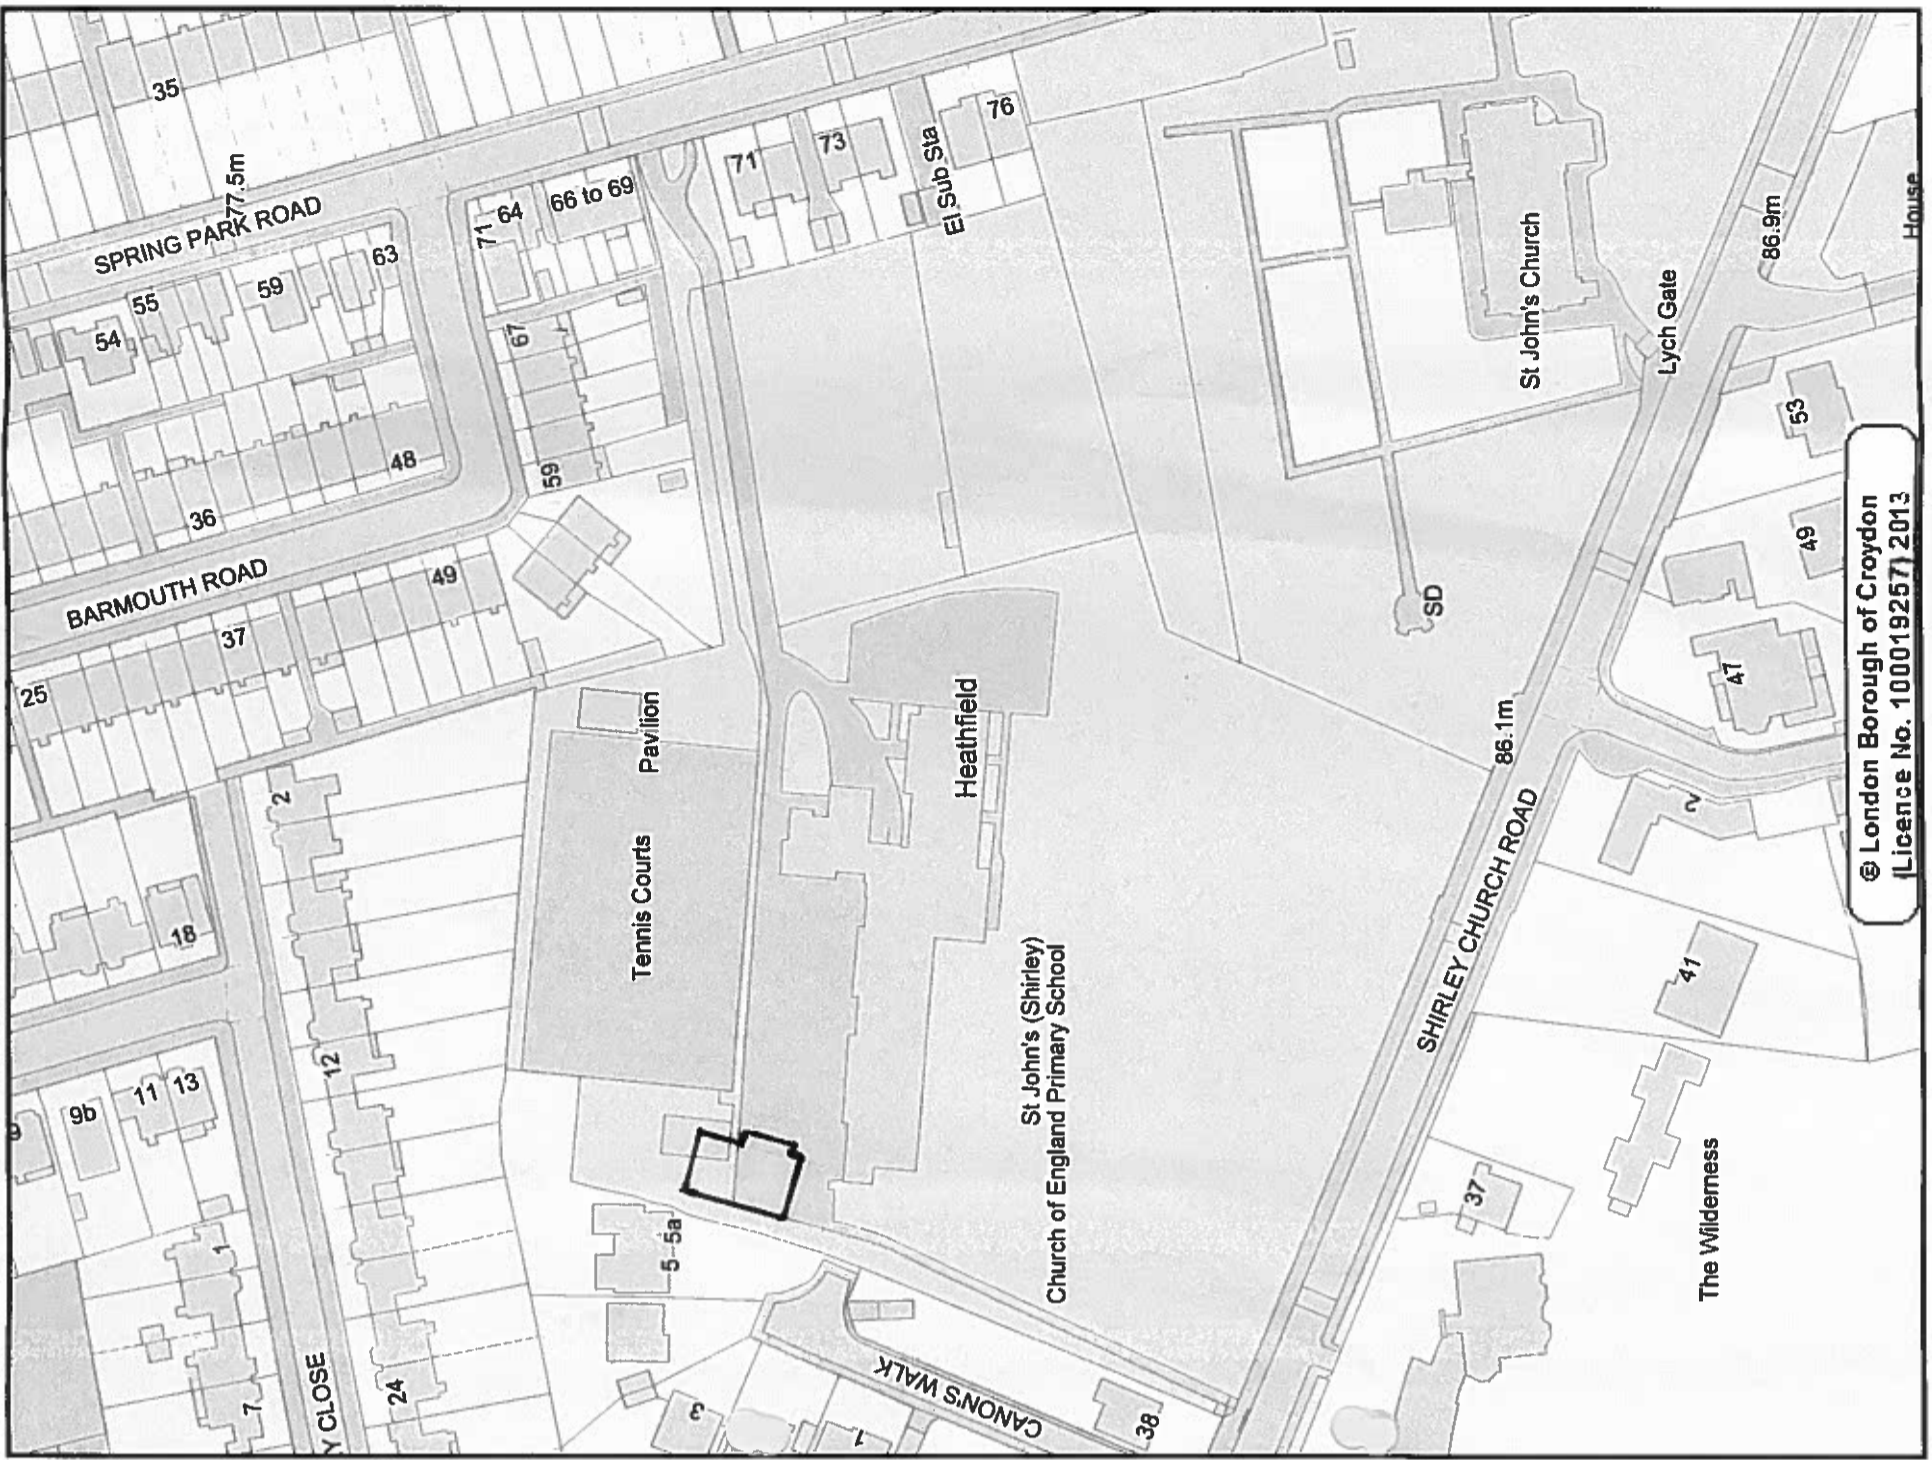 35
77.5m
SPRING PARK ROAD
54
55
59
63
71
64
66 to 69
71
73
El Sub Sta
76
67
59
36
48
BARMOUTH ROAD
25
37
49
Pavilion
Tennis Courts
Heathfield
St John's (Shirley)
Church of England Primary School
St John's Church
Lych Gate
86.9m
House
SD
53
49
47
86.1m
SHIRLEY CHURCH ROAD
2
41
37
The Wilderness
2
18
12
9
9b
11
13
1
7
Y CLOSE
24
5-5a
3
1
CANON'S WALK
38
© London Borough of Croydon
(Licence No. 100019257) 2013